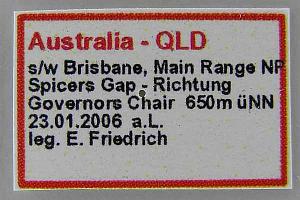 Australia - QLD
s/w Brisbane, Main Range NP
Spicers Gap - Richtung
Governors Chair 650m üNN
23.01.2006 a.L.
leg. E. Friedrich